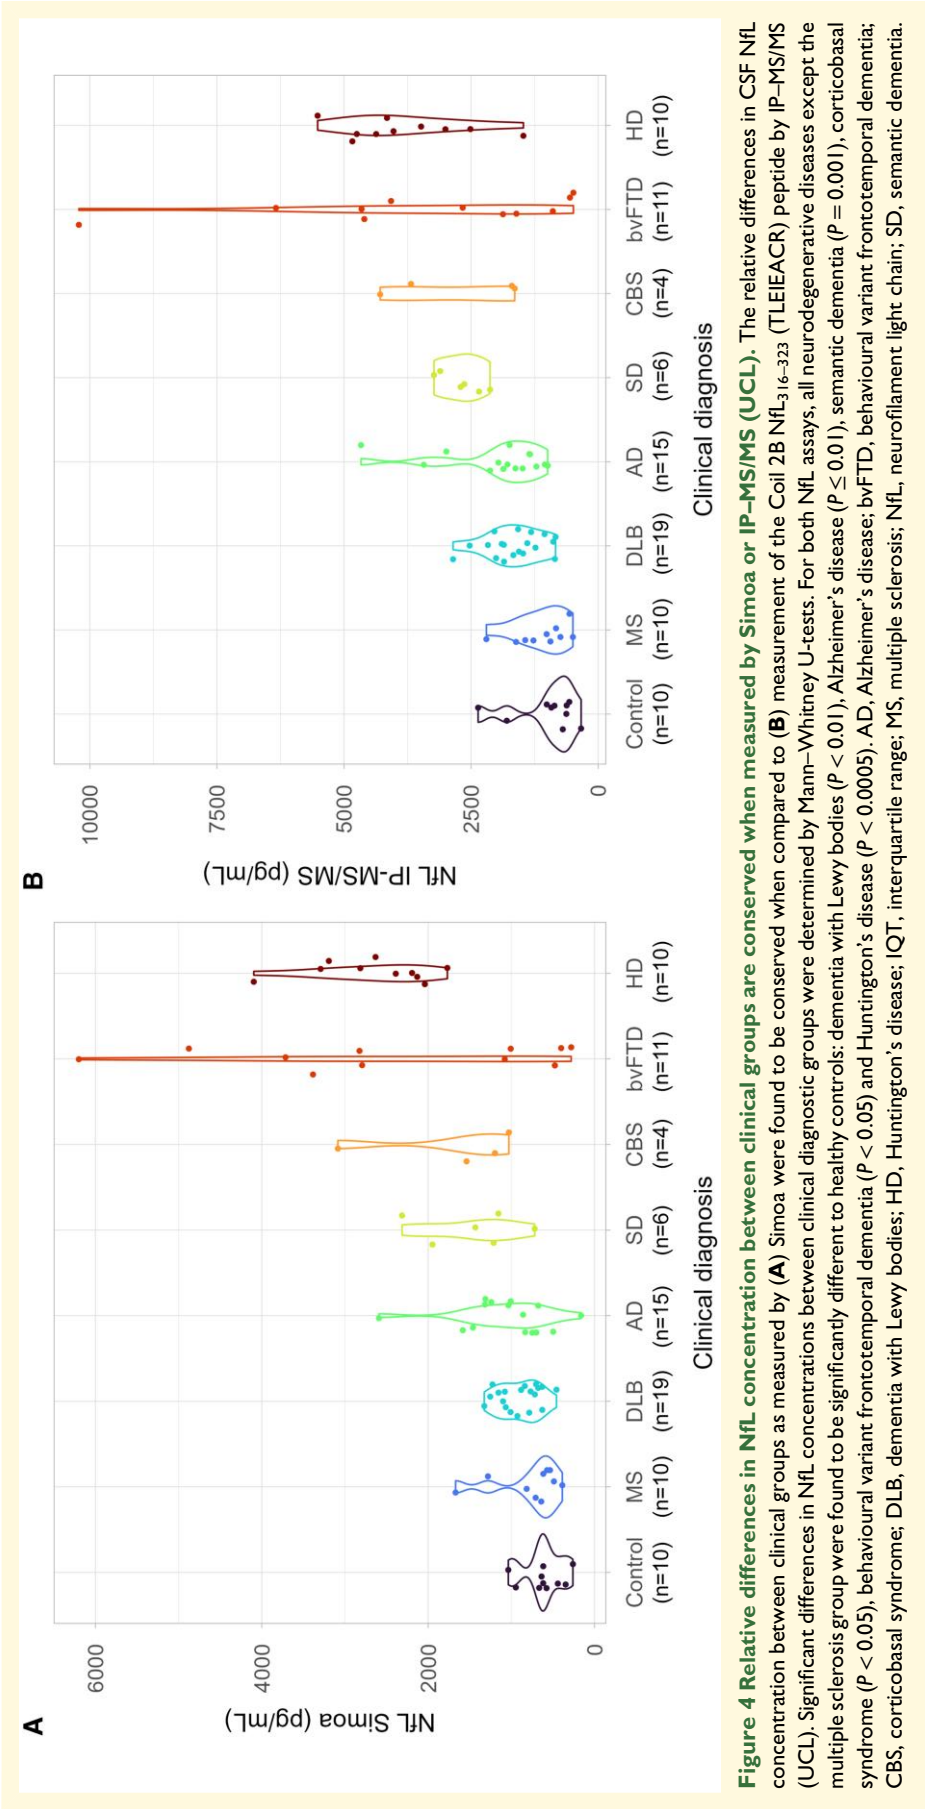 A
NfL Simoa (pg/mL)
6000
4000
2000
0
Control
(n=10)
MS
(n=10)
DLB
(n=19)
AD
(n=15)
SD
(n=6)
CBS
(n=4)
bvFTD
(n=11)
HD
(n=10)
Clinical diagnosis
B
NfL IP-MS/MS (pg/mL)
10000
7500
5000
2500
0
Control
(n=10)
MS
(n=10)
DLB
(n=19)
AD
(n=15)
SD
(n=6)
CBS
(n=4)
bvFTD
(n=11)
HD
(n=10)
Clinical diagnosis
Figure 4 Relative differences in NfL concentration between clinical groups are conserved when measured by Simoa or IP–MS/MS (UCL). The relative differences in CSF NfL
concentration between clinical groups as measured by (A) Simoa were found to be conserved when compared to (B) measurement of the Coil 2B NfL316–323 (TLEIEACR) peptide by IP–MS/MS
(UCL). Significant differences in NfL concentrations between clinical diagnostic groups were determined by Mann–Whitney U-tests. For both NfL assays, all neurodegenerative diseases except the
multiple sclerosis group were found to be significantly different to healthy controls: dementia with Lewy bodies (P < 0.01), Alzheimer's disease (P ≤ 0.01), semantic dementia (P = 0.001), corticobasal
syndrome (P < 0.05), behavioural variant frontotemporal dementia (P < 0.05) and Huntington's disease (P < 0.0005). AD, Alzheimer's disease; bvFTD, behavioural variant frontotemporal dementia;
CBS, corticobasal syndrome; DLB, dementia with Lewy bodies; HD, Huntington's disease; IQT, interquartile range; MS, multiple sclerosis; NfL, neurofilament light chain; SD, semantic dementia.